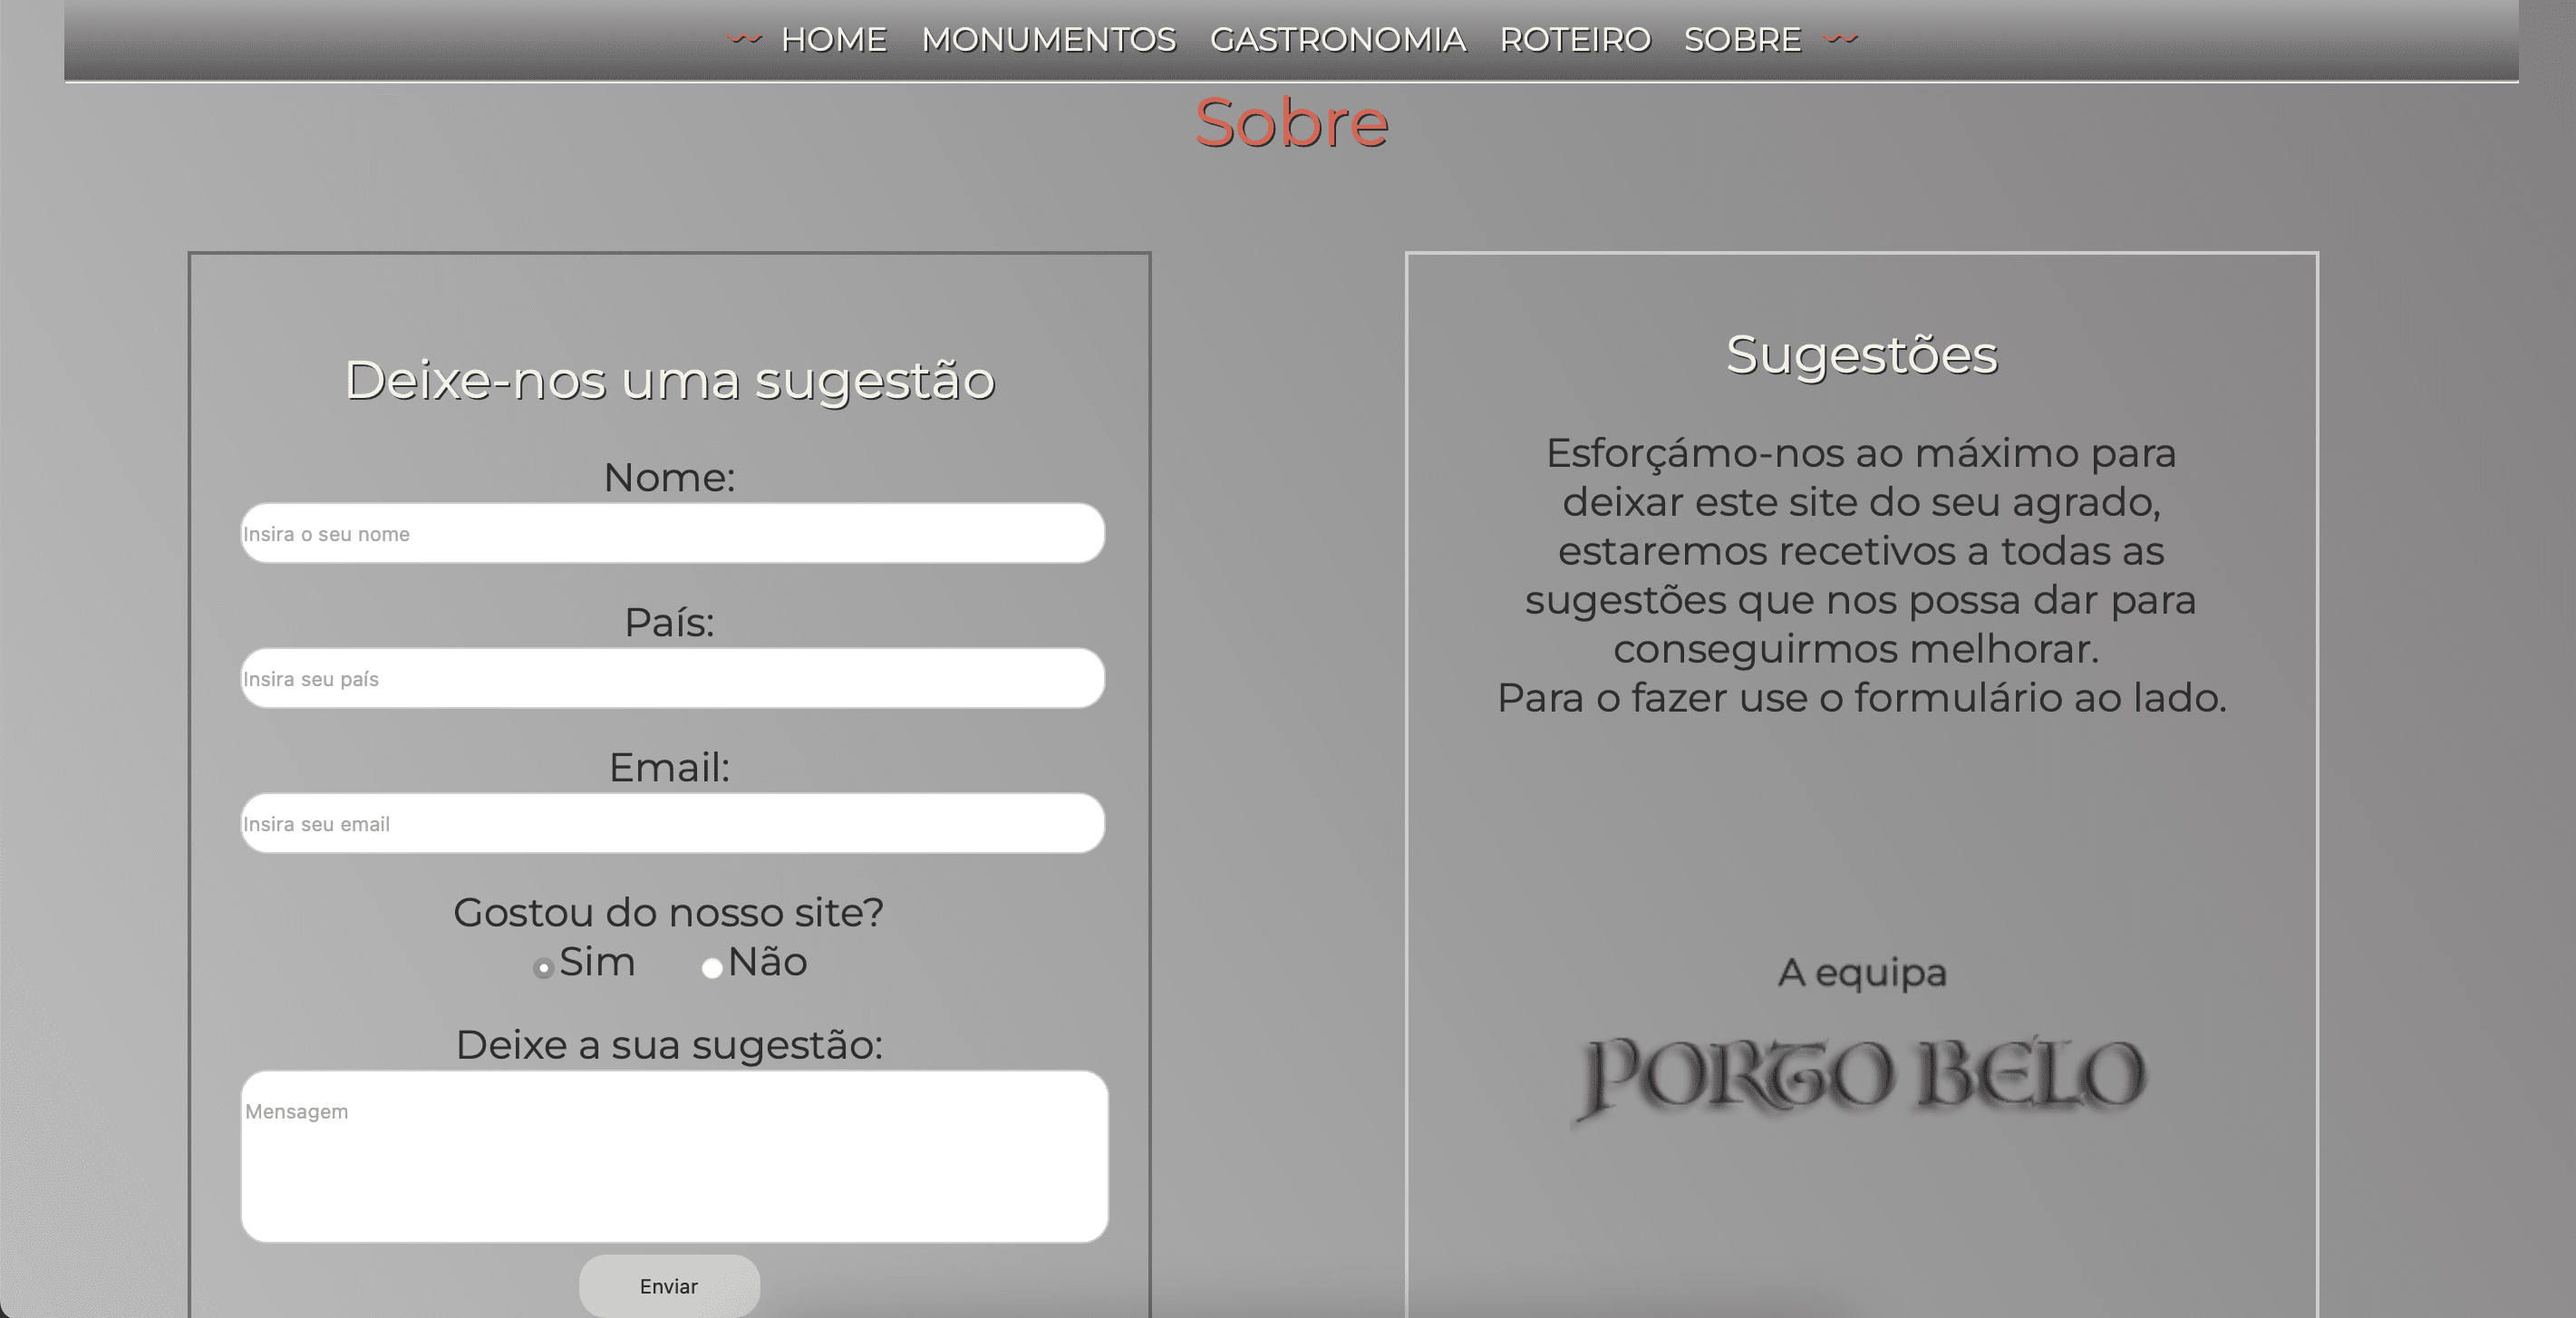 HOME MONUMENTOS GASTRONOMIA ROTEIRO SOBRE
Sobre
Deixe-nos uma sugestão
Nome:
Insira o seu nome
País:
Insira seu país
Email:
Insira seu email
Gostou do nosso site?
Sim Não
Deixe a sua sugestão:
Mensagem
Enviar
Sugestões
Esforçámo-nos ao máximo para
deixar este site do seu agrado,
estaremos recetivos a todas as
sugestões que nos possa dar para
conseguirmos melhorar.
Para o fazer use o formulário ao lado.
A equipa
PORTO BELO